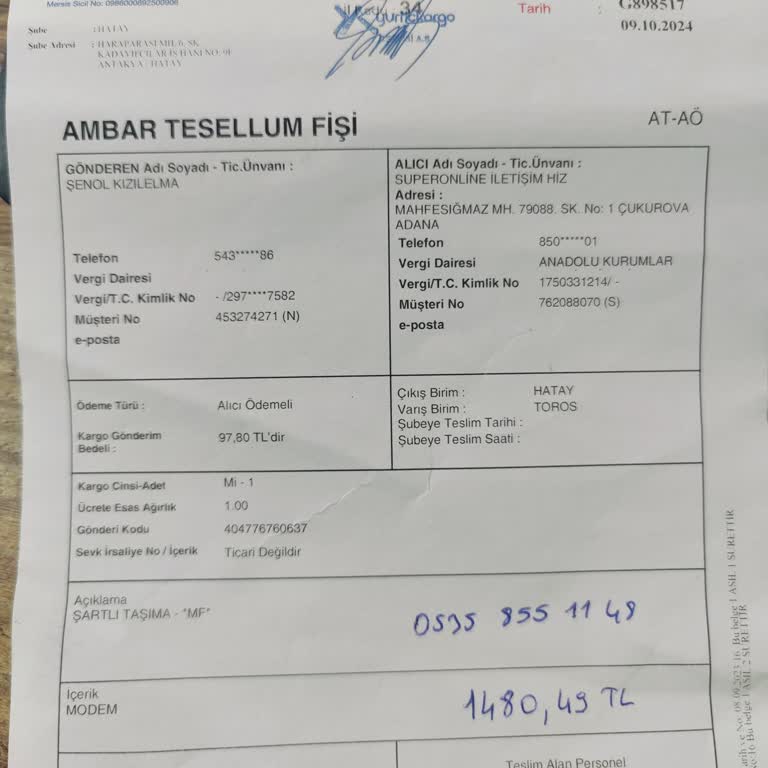 Mersis Sicil No: 0986000892500906
yurtiçi kargo
Tarih :
G898517
09.10.2024
Şube : HATAY
Şube Adresi : HARAPARASI MH. 6. SK.
KADAYIFCILAR İŞ HANI NO: 9F
ANTAKYA / HATAY
AMBAR TESELLUM FİŞİ
AT-AÖ
GÖNDEREN Adı Soyadı - Tic.Ünvanı :
ŞENOL KIZILELMA
Telefon 543*****86
Vergi Dairesi
Vergi/T.C. Kimlik No - /297****7582
Müşteri No 453274271 (N)
e-posta
ALICI Adı Soyadı - Tic.Ünvanı :
SUPERONLINE İLETİŞİM HİZ
Adresi :
MAHFESIĞMAZ MH. 79088. SK. No: 1 ÇUKUROVA
ADANA
Telefon 850*****01
Vergi Dairesi ANADOLU KURUMLAR
Vergi/T.C. Kimlik No 1750331214/ -
Müşteri No 762088070 (S)
e-posta
Ödeme Türü : Alıcı Ödemeli
Kargo Gönderim
Bedeli : 97,80 TL'dir
Çıkış Birim : HATAY
Varış Birim : TOROS
Şubeye Teslim Tarihi :
Şubeye Teslim Saati :
Kargo Cinsi-Adet Mi - 1
Ücrete Esas Ağırlık 1.00
Gönderi Kodu 404776760637
Sevk İrsaliye No / İçerik Ticari Değildir
Açıklama
ŞARTLI TAŞIMA - "MF"
0535 855 11 48
İçerik
MODEM
1480,49 TL
Teslim Alan Personel